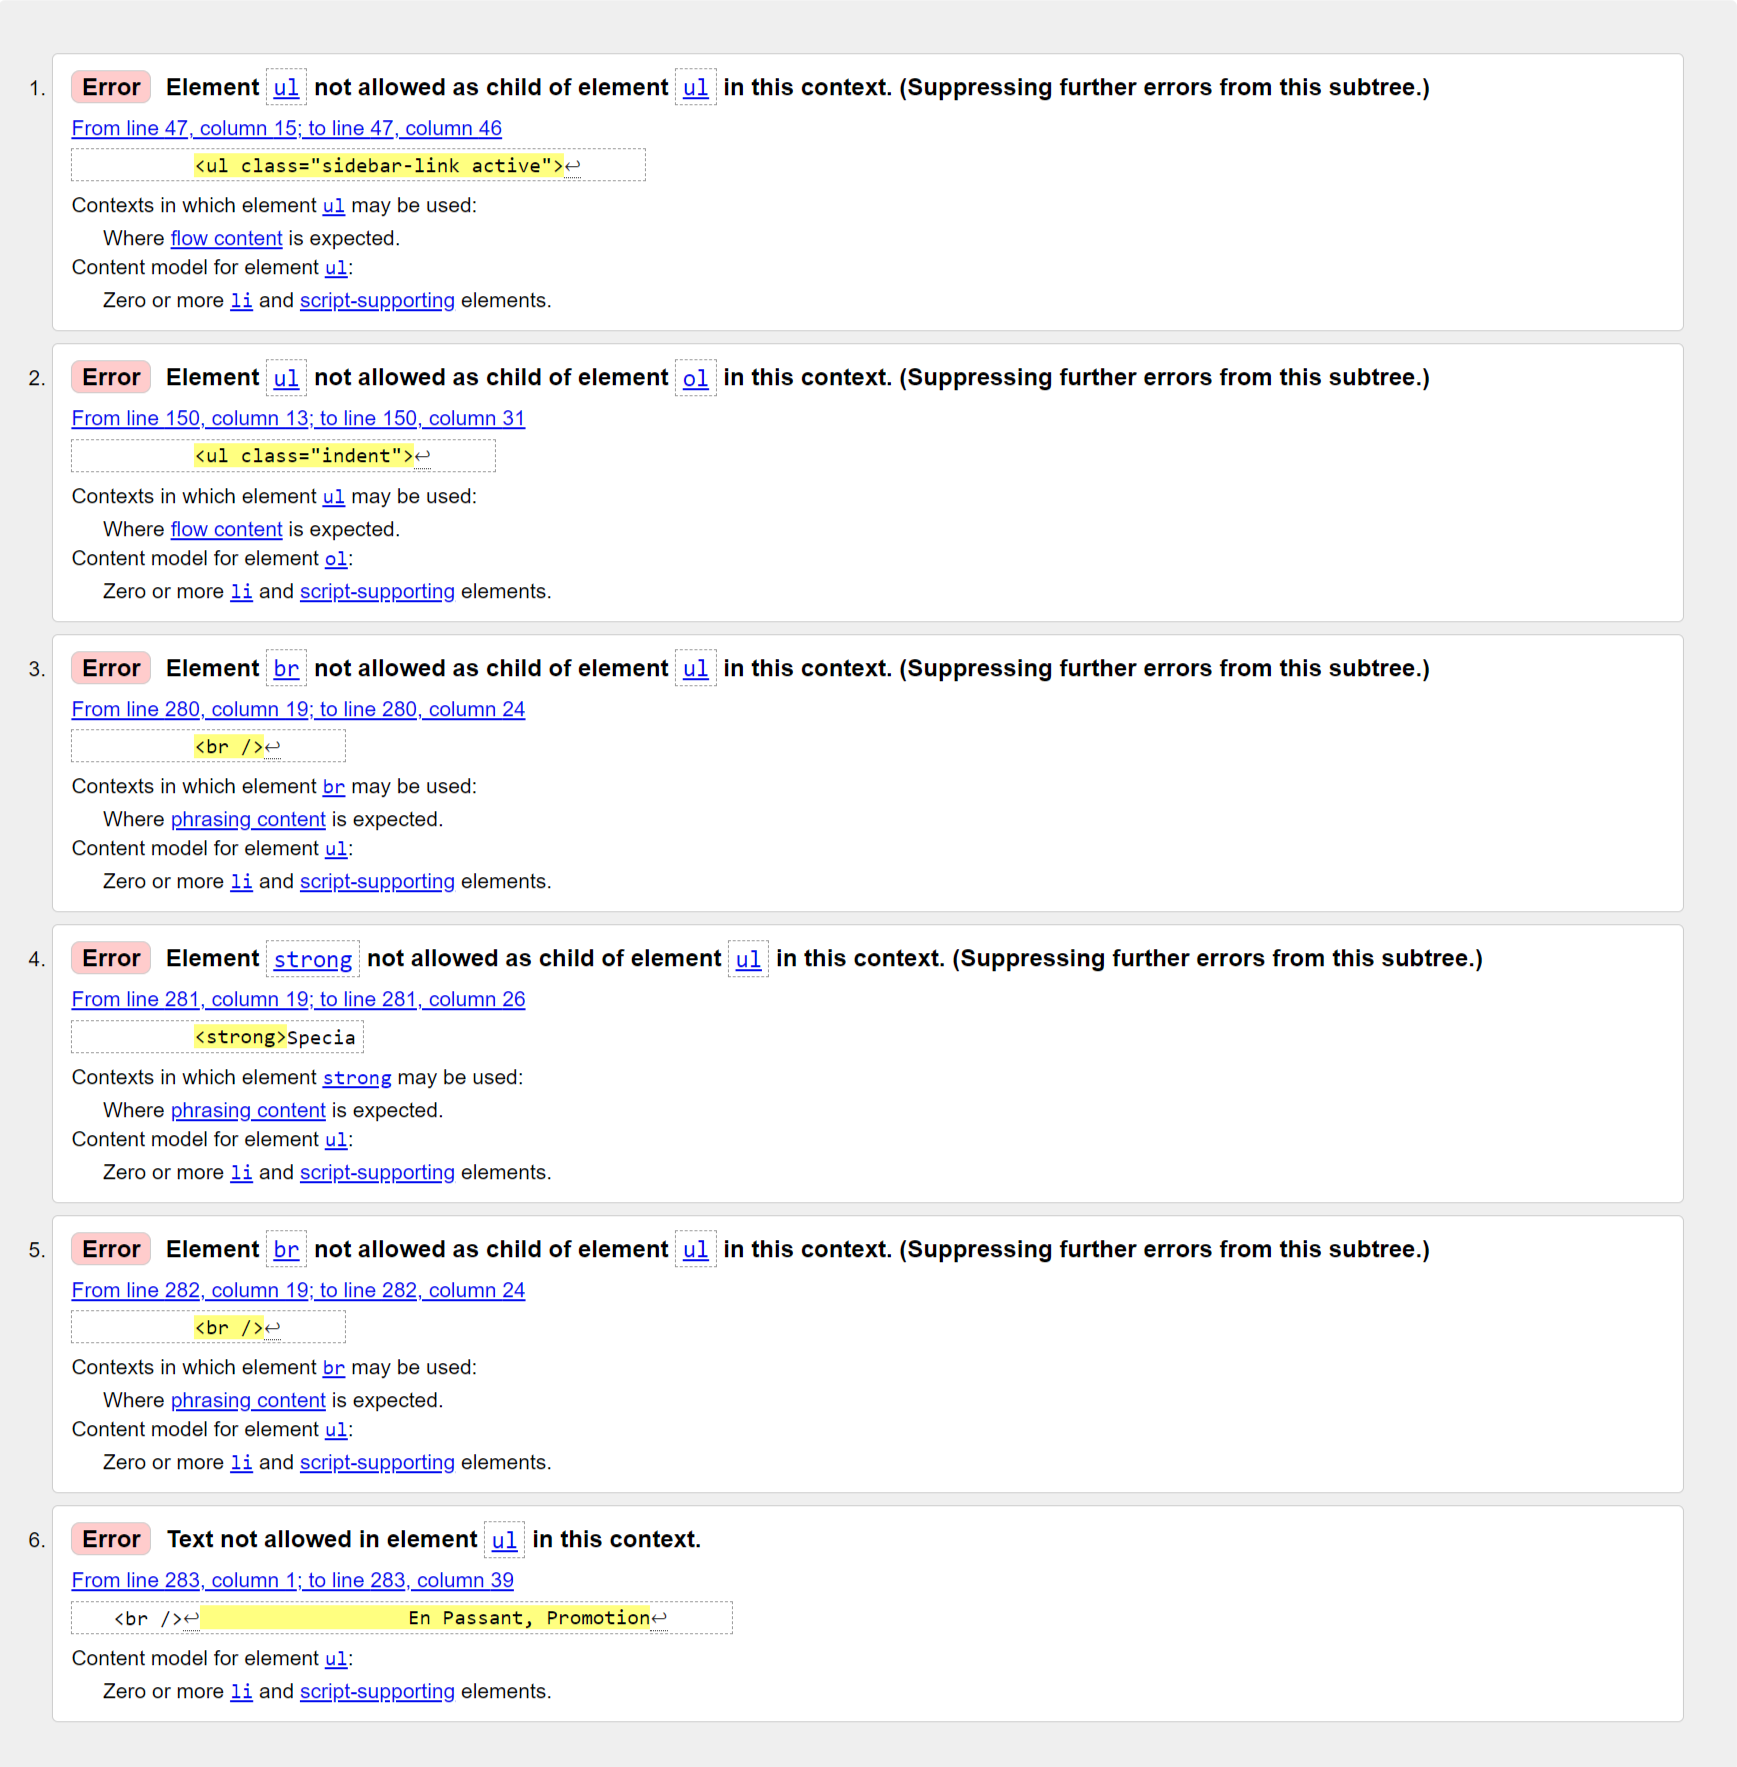 1. Error Element ul not allowed as child of element ul in this context. (Suppressing further errors from this subtree.)
From line 47, column 15; to line 47, column 46
<ul class="sidebar-link active">↩
Contexts in which element ul may be used:
Where flow content is expected.
Content model for element ul:
Zero or more li and script-supporting elements.
2. Error Element ul not allowed as child of element ol in this context. (Suppressing further errors from this subtree.)
From line 150, column 13; to line 150, column 31
<ul class="indent">↩
Contexts in which element ul may be used:
Where flow content is expected.
Content model for element ol:
Zero or more li and script-supporting elements.
3. Error Element br not allowed as child of element ul in this context. (Suppressing further errors from this subtree.)
From line 280, column 19; to line 280, column 24
<br />↩
Contexts in which element br may be used:
Where phrasing content is expected.
Content model for element ul:
Zero or more li and script-supporting elements.
4. Error Element strong not allowed as child of element ul in this context. (Suppressing further errors from this subtree.)
From line 281, column 19; to line 281, column 26
<strong>Specia
Contexts in which element strong may be used:
Where phrasing content is expected.
Content model for element ul:
Zero or more li and script-supporting elements.
5. Error Element br not allowed as child of element ul in this context. (Suppressing further errors from this subtree.)
From line 282, column 19; to line 282, column 24
<br />↩
Contexts in which element br may be used:
Where phrasing content is expected.
Content model for element ul:
Zero or more li and script-supporting elements.
6. Error Text not allowed in element ul in this context.
From line 283, column 1; to line 283, column 39
<br />↩ En Passant, Promotion↩
Content model for element ul:
Zero or more li and script-supporting elements.